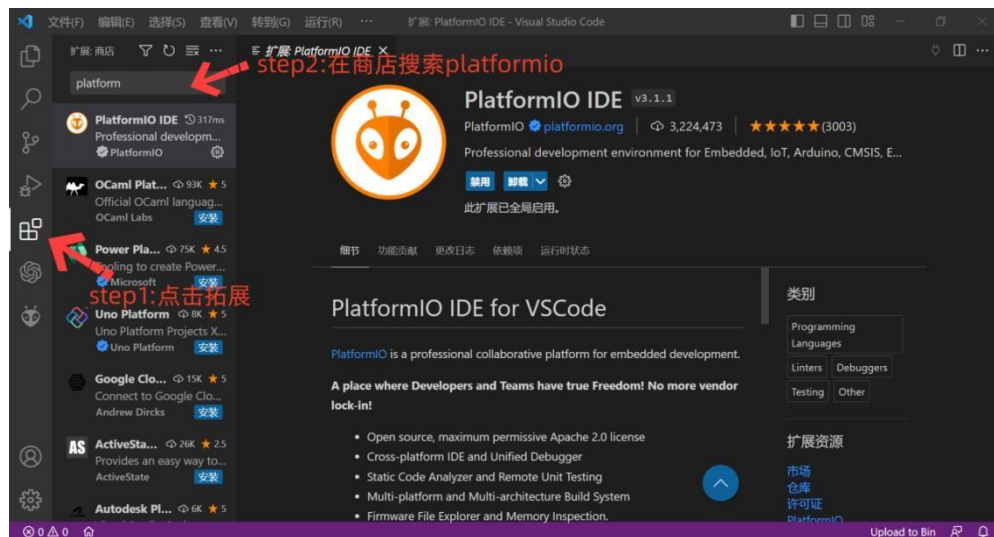 文件(F) 编辑(E) 选择(S) 查看(V) 转到(G) 运行(R) ··· 扩展: PlatformIO IDE - Visual Studio Code
扩展: 商店
扩展: PlatformIO IDE
step2:在商店搜索platformio
platform
PlatformIO IDE 317ms
Professional developm...
PlatformIO
OCaml Plat... 93K ★ 5
Official OCaml languag...
OCaml Labs 安装
Power Pla... 75K ★ 4.5
Tooling to create Power...
Microsoft 安装
step1:点击拓展
Uno Platform 8K ★ 5
Uno Platform Projects X...
Uno Platform 安装
Google Clo... 15K ★ 5
Connect to Google Clo...
Andrew Dircks 安装
AS
ActiveSta... 26K ★ 2.5
Provides an easy way to...
ActiveState 安装
Autodesk Pl... 6K ★ 5
PlatformIO IDE v3.1.1
PlatformIO platformio.org | 3,224,473 | ★★★★★(3003)
Professional development environment for Embedded, IoT, Arduino, CMSIS, E...
禁用 卸载
此扩展已全局启用。
细节 功能贡献 更改日志 依赖项 运行时状态
PlatformIO IDE for VSCode
PlatformIO is a professional collaborative platform for embedded development.
A place where Developers and Teams have true Freedom! No more vendor
lock-in!
• Open source, maximum permissive Apache 2.0 license
• Cross-platform IDE and Unified Debugger
• Static Code Analyzer and Remote Unit Testing
• Multi-platform and Multi-architecture Build System
• Firmware File Explorer and Memory Inspection.
类别
Programming
Languages
Linters Debuggers
Testing Other
扩展资源
市场
仓库
许可证
PlatformIO
0 0 Upload to Bin